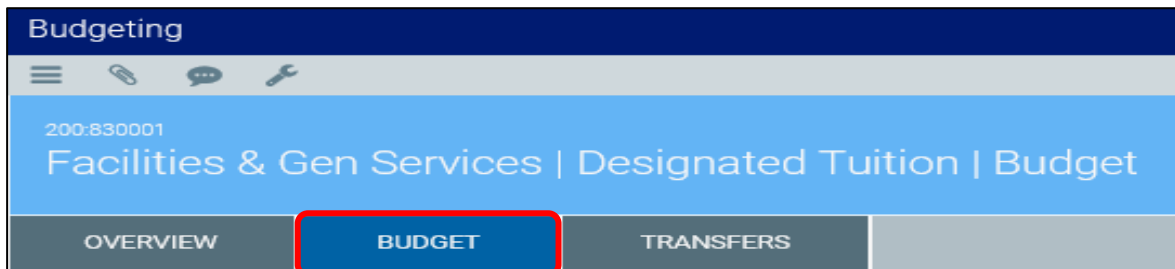 Budgeting
200:830001
Facilities & Gen Services | Designated Tuition | Budget
OVERVIEW BUDGET TRANSFERS